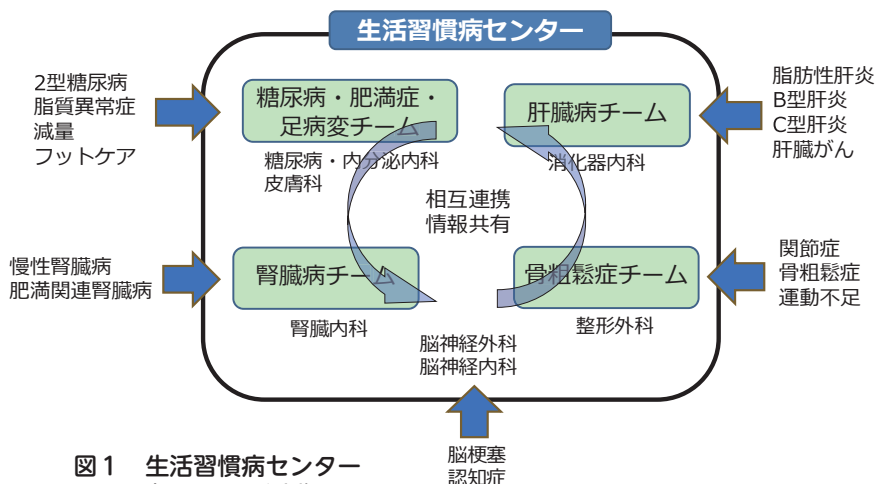 生活習慣病センター
2型糖尿病
脂質異常症
減量
フットケア
糖尿病・肥満症・
足病変チーム
糖尿病・内分泌内科
皮膚科
肝臓病チーム
消化器内科
脂肪性肝炎
B型肝炎
C型肝炎
肝臓がん
相互連携
情報共有
慢性腎臓病
肥満関連腎臓病
腎臓病チーム
腎臓内科
骨粗鬆症チーム
整形外科
関節症
骨粗鬆症
運動不足
脳神経外科
脳神経内科
脳梗塞
認知症
図1 生活習慣病センター